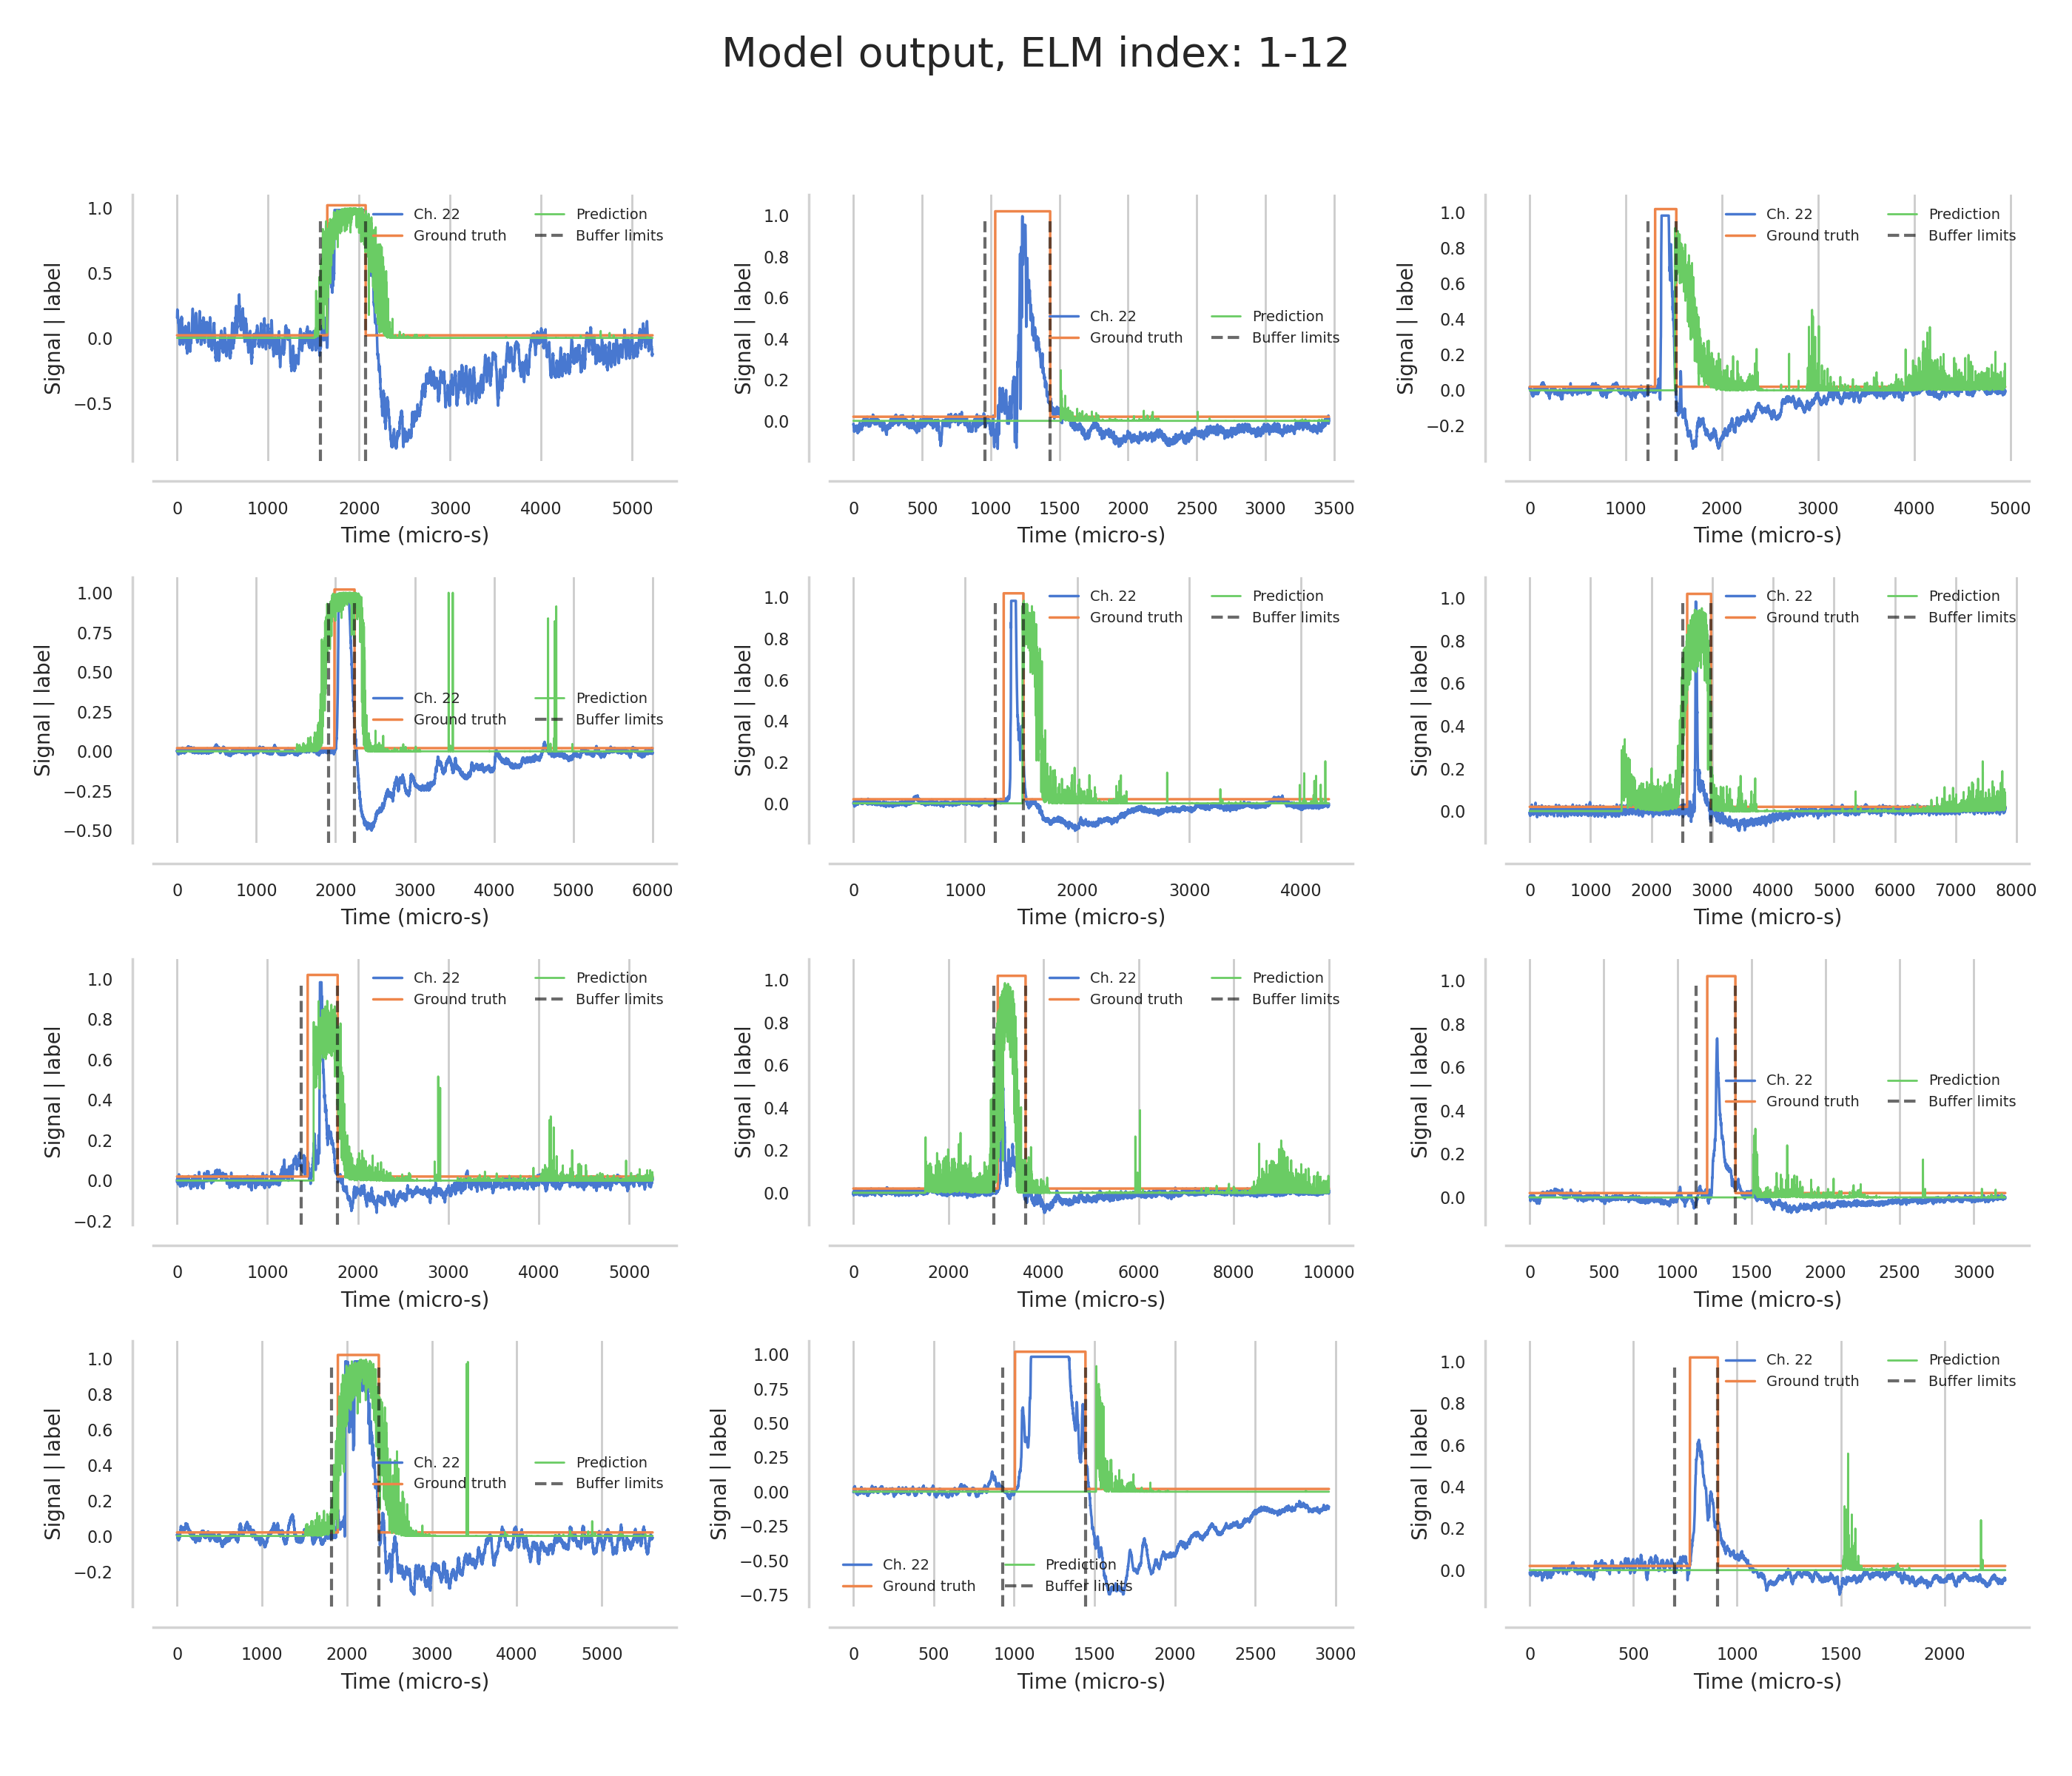 Model output, ELM index: 1-12
1.0
0.5
0.0
−0.5
Signal | label
Ch. 22
Ground truth
Prediction
Buffer limits
0 1000 2000 3000 4000 5000
Time (micro-s)
1.0
0.8
0.6
0.4
0.2
0.0
Signal | label
Ch. 22
Ground truth
Prediction
Buffer limits
0 500 1000 1500 2000 2500 3000 3500
Time (micro-s)
1.0
0.8
0.6
0.4
0.2
0.0
−0.2
Signal | label
Ch. 22
Ground truth
Prediction
Buffer limits
0 1000 2000 3000 4000 5000
Time (micro-s)
1.00
0.75
0.50
0.25
0.00
−0.25
−0.50
Signal | label
Ch. 22
Ground truth
Prediction
Buffer limits
0 1000 2000 3000 4000 5000 6000
Time (micro-s)
1.0
0.8
0.6
0.4
0.2
0.0
Signal | label
Ch. 22
Ground truth
Prediction
Buffer limits
0 1000 2000 3000 4000
Time (micro-s)
1.0
0.8
0.6
0.4
0.2
0.0
Signal | label
Ch. 22
Ground truth
Prediction
Buffer limits
0 1000 2000 3000 4000 5000 6000 7000 8000
Time (micro-s)
1.0
0.8
0.6
0.4
0.2
0.0
−0.2
Signal | label
Ch. 22
Ground truth
Prediction
Buffer limits
0 1000 2000 3000 4000 5000
Time (micro-s)
1.0
0.8
0.6
0.4
0.2
0.0
Signal | label
Ch. 22
Ground truth
Prediction
Buffer limits
0 2000 4000 6000 8000 10000
Time (micro-s)
1.0
0.8
0.6
0.4
0.2
0.0
Signal | label
Ch. 22
Ground truth
Prediction
Buffer limits
0 500 1000 1500 2000 2500 3000
Time (micro-s)
1.0
0.8
0.6
0.4
0.2
0.0
−0.2
Signal | label
Ch. 22
Ground truth
Prediction
Buffer limits
0 1000 2000 3000 4000 5000
Time (micro-s)
1.00
0.75
0.50
0.25
0.00
−0.25
−0.50
−0.75
Signal | label
Ch. 22
Ground truth
Prediction
Buffer limits
0 500 1000 1500 2000 2500 3000
Time (micro-s)
1.0
0.8
0.6
0.4
0.2
0.0
Signal | label
Ch. 22
Ground truth
Prediction
Buffer limits
0 500 1000 1500 2000
Time (micro-s)